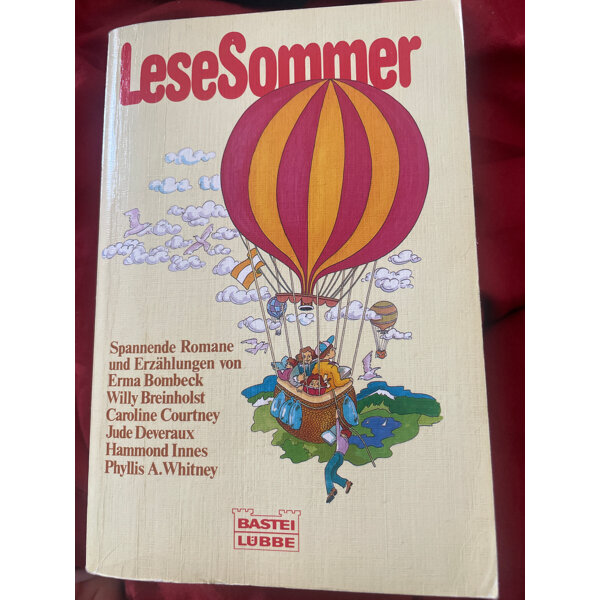 LeseSommer
Spannende Romane
und Erzählungen von
Erma Bombeck
Willy Breinholst
Caroline Courtney
Jude Deveraux
Hammond Innes
Phyllis A. Whitney
BASTEI
LÜBBE